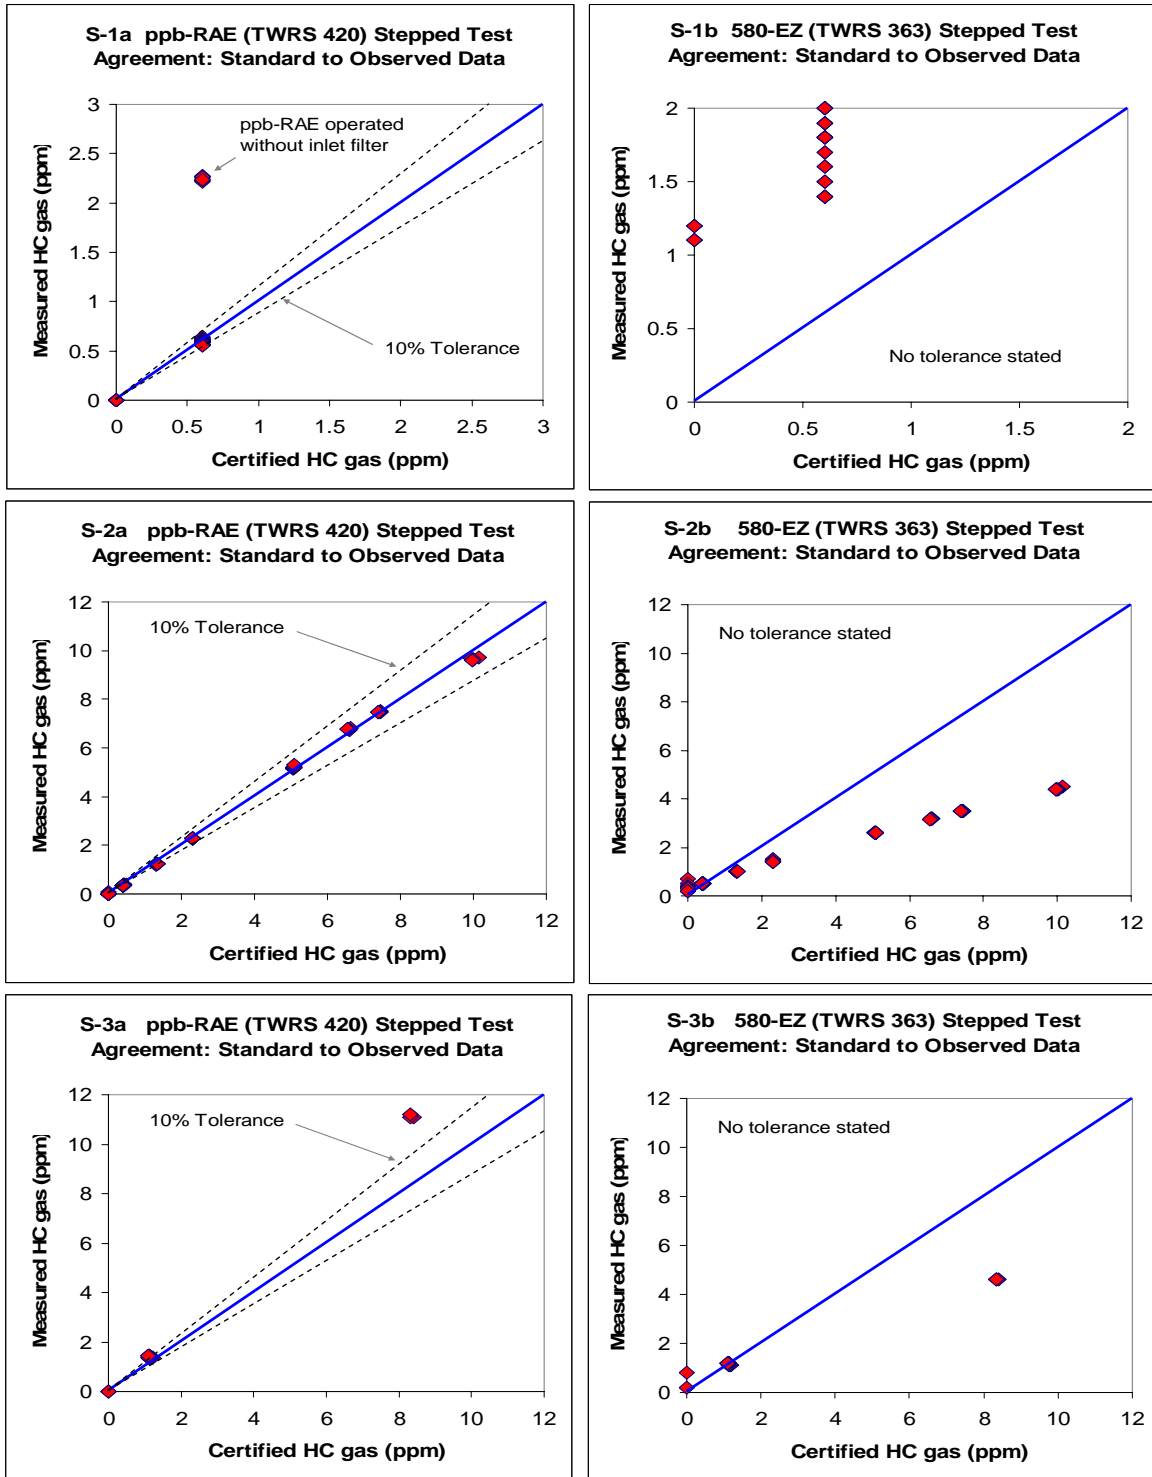 S-1a ppb-RAE (TWRS 420) Stepped Test
Agreement: Standard to Observed Data
3
2.5
2
1.5
1
0.5
0
ppb-RAE operated
without inlet filter
10% Tolerance
0 0.5 1 1.5 2 2.5 3
Measured HC gas (ppm)
Certified HC gas (ppm)
S-1b 580-EZ (TWRS 363) Stepped Test
Agreement: Standard to Observed Data
2
1.5
1
0.5
0
No tolerance stated
0 0.5 1 1.5 2
Measured HC gas (ppm)
Certified HC gas (ppm)
S-2a ppb-RAE (TWRS 420) Stepped Test
Agreement: Standard to Observed Data
12
10
8
6
4
2
0
10% Tolerance
0 2 4 6 8 10 12
Measured HC gas (ppm)
Certified HC gas (ppm)
S-2b 580-EZ (TWRS 363) Stepped Test
Agreement: Standard to Observed Data
12
10
8
6
4
2
0
No tolerance stated
0 2 4 6 8 10 12
Measured HC gas (ppm)
Certified HC gas (ppm)
S-3a ppb-RAE (TWRS 420) Stepped Test
Agreement: Standard to Observed Data
12
10
8
6
4
2
0
10% Tolerance
0 2 4 6 8 10 12
Measured HC gas (ppm)
Certified HC gas (ppm)
S-3b 580-EZ (TWRS 363) Stepped Test
Agreement: Standard to Observed Data
12
10
8
6
4
2
0
No tolerance stated
0 2 4 6 8 10 12
Measured HC gas (ppm)
Certified HC gas (ppm)